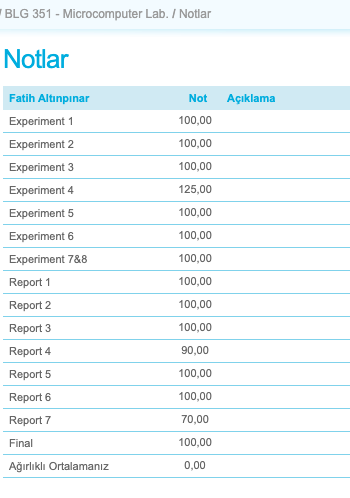 / BLG 351 - Microcomputer Lab. / Notlar
Notlar
Fatih Altınpınar Not Açıklama
Experiment 1 100,00
Experiment 2 100,00
Experiment 3 100,00
Experiment 4 125,00
Experiment 5 100,00
Experiment 6 100,00
Experiment 7&8 100,00
Report 1 100,00
Report 2 100,00
Report 3 100,00
Report 4 90,00
Report 5 100,00
Report 6 100,00
Report 7 70,00
Final 100,00
Ağırlıklı Ortalamanız 0,00